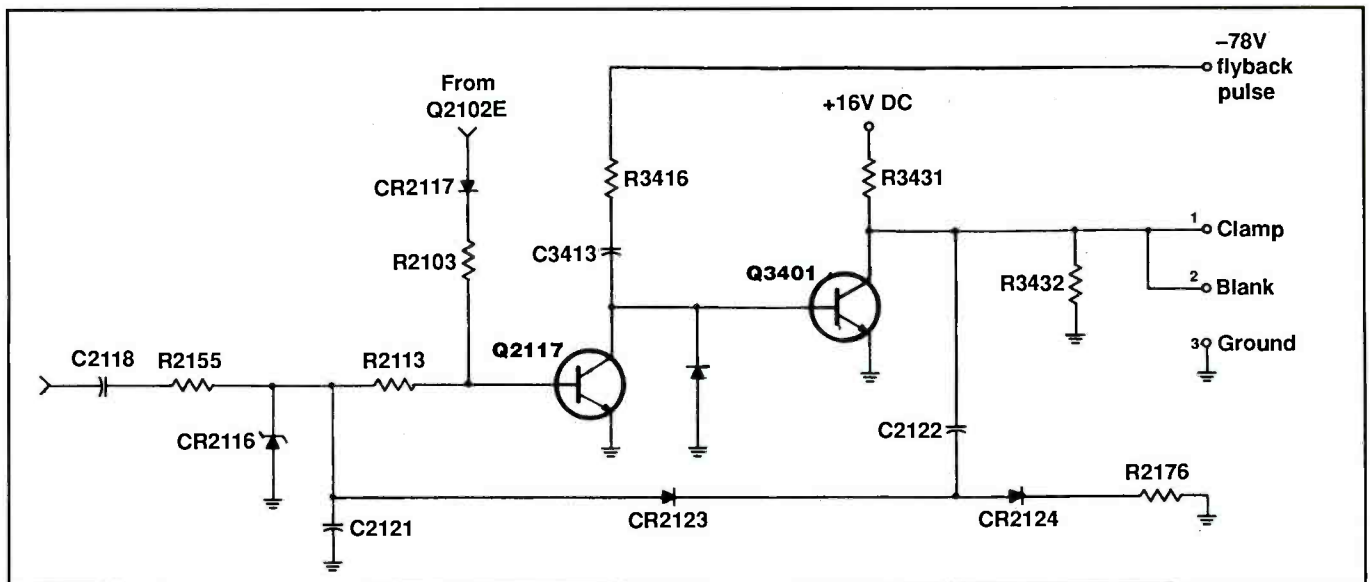 –78V
flyback
pulse
From
Q2102E
+16V DC
CR2117
R3416
R3431
1 Clamp
R2103
C3413
Q3401
R3432
2 Blank
C2118
R2155
R2113
Q2117
3 Ground
CR2116
C2122
R2176
C2121
CR2123
CR2124